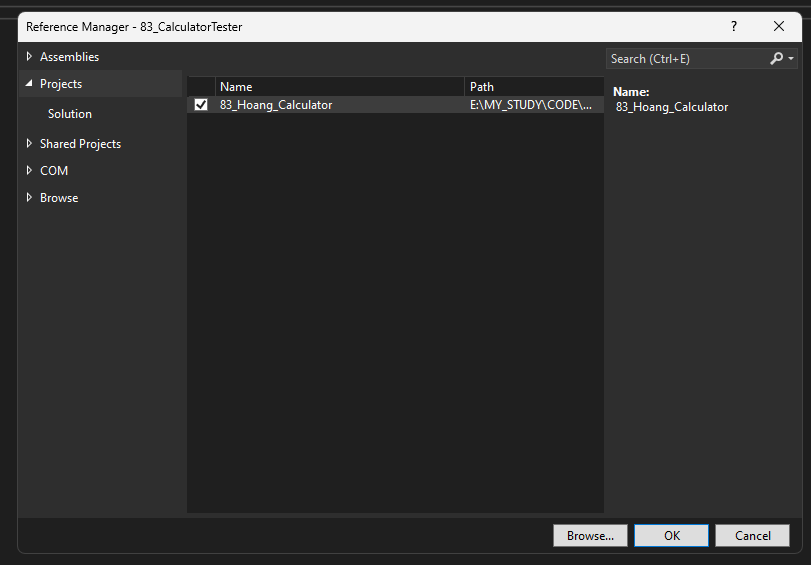 Reference Manager - 83_CalculatorTester
?
Assemblies
Search (Ctrl+E)
Projects
Name Path
Name:
83_Hoang_Calculator E:\MY_STUDY\CODE\...
83_Hoang_Calculator
Solution
Shared Projects
COM
Browse
Browse... OK Cancel